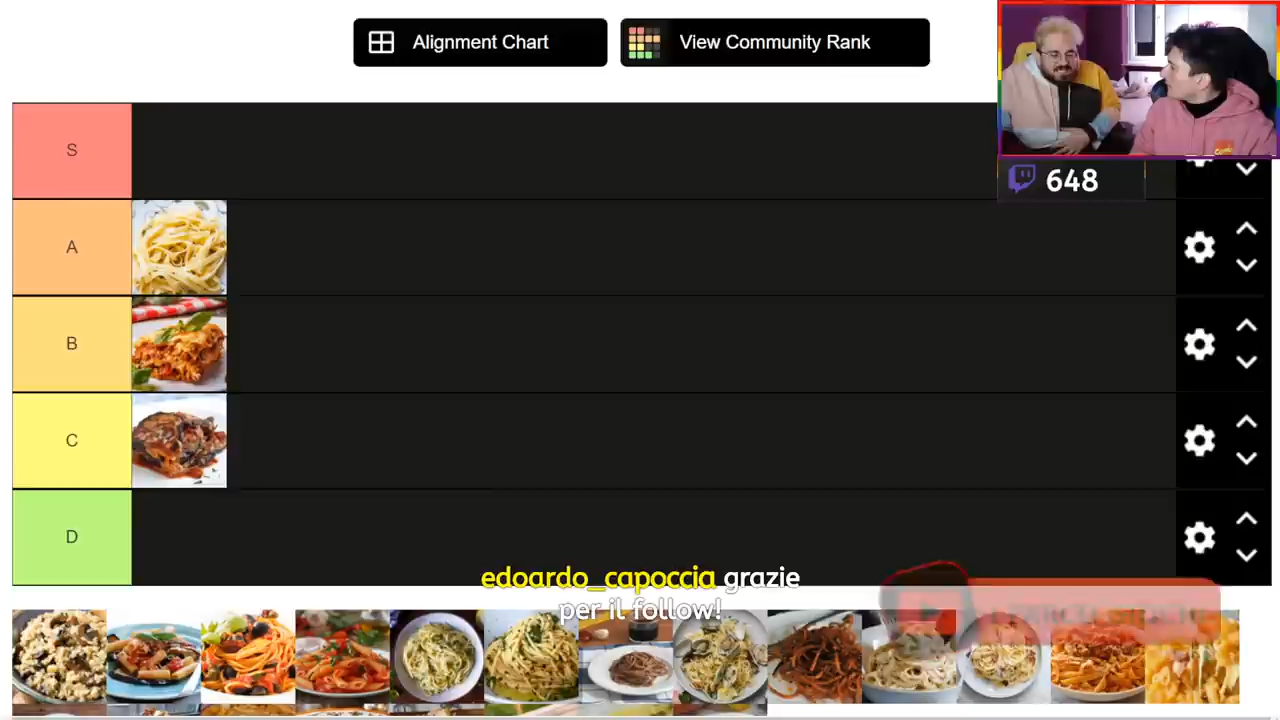 Alignment Chart
View Community Rank
648
S
A
B
C
D
edoardo_capoccia grazie
per il follow!